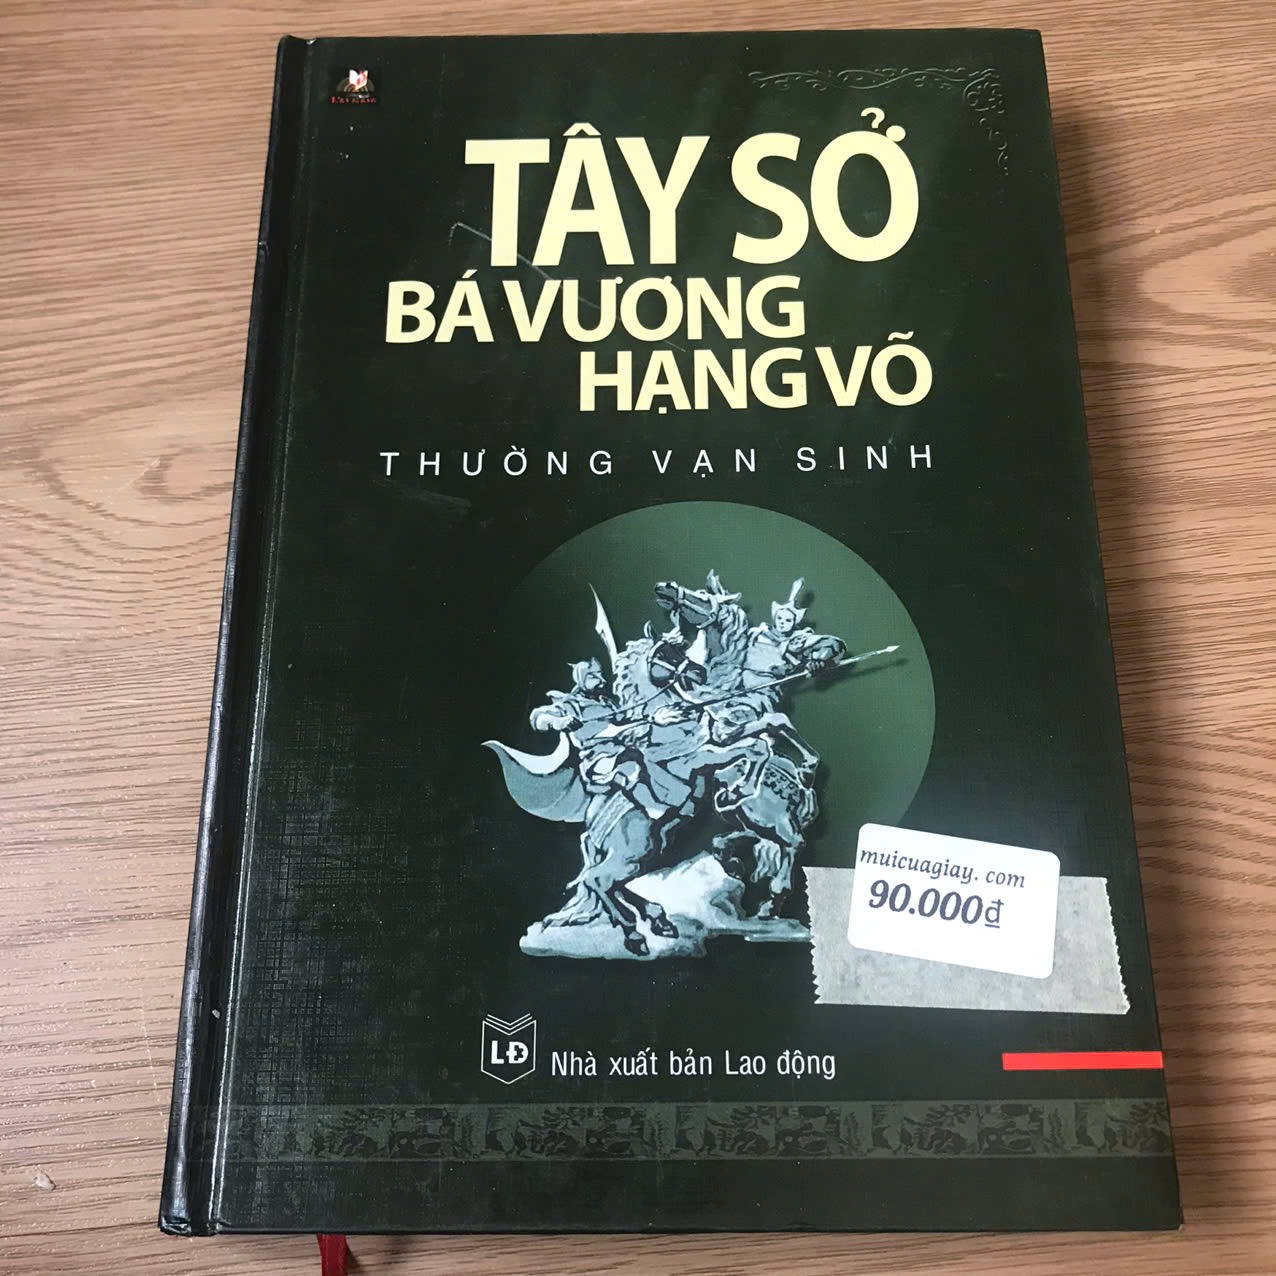 TÂY SỞ
BÁ VƯƠNG
HẠNG VÕ
THƯỜNG VẠN SINH
muicuagiay. com
90.000đ
LĐ
Nhà xuất bản Lao động